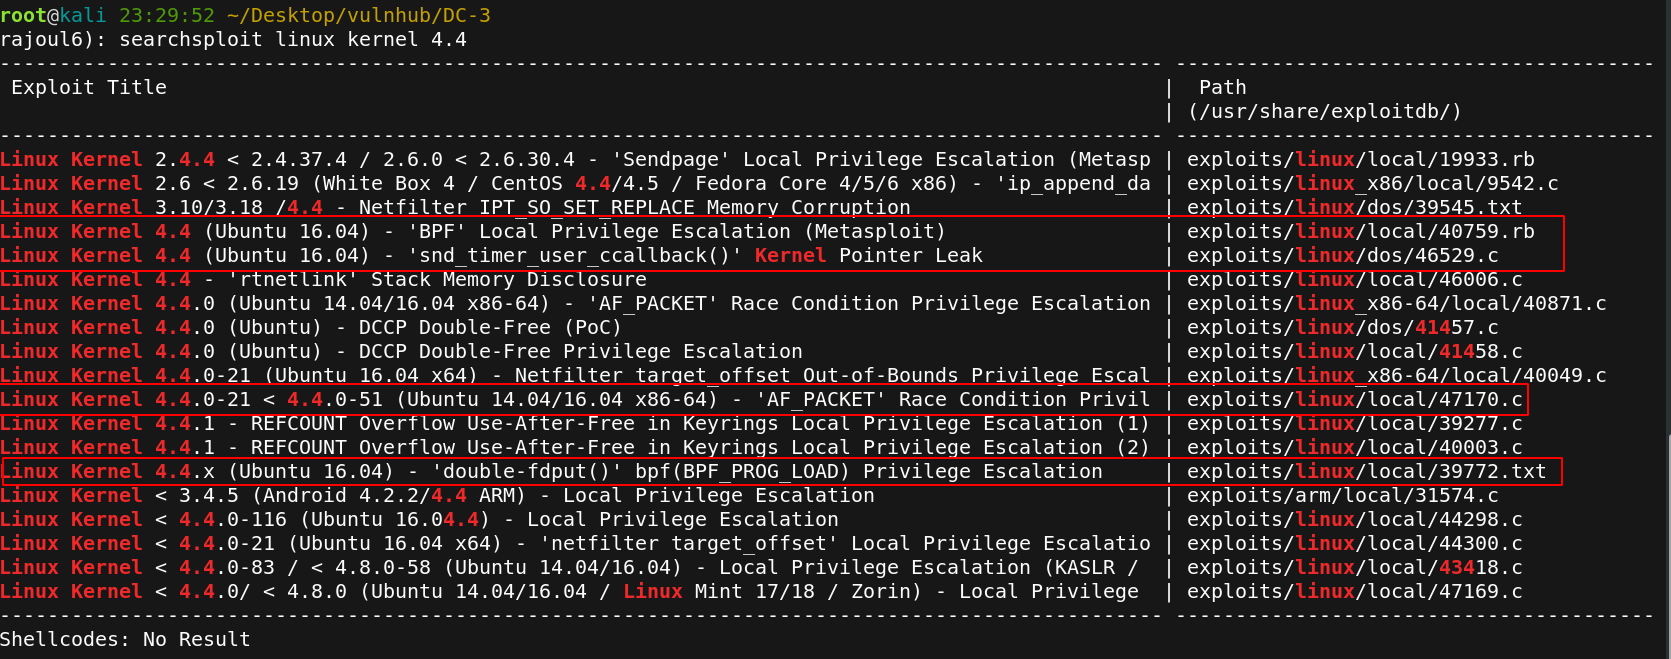 root@kali 23:29:52 ~/Desktop/vulnhub/DC-3
rajoul6): searchsploit linux kernel 4.4
------------------------------------------------------------------------------------------------- ----------------------------------------
 Exploit Title                                                                                   |  Path
                                                                                                 | (/usr/share/exploitdb/)
------------------------------------------------------------------------------------------------- ----------------------------------------
Linux Kernel 2.4.4 < 2.4.37.4 / 2.6.0 < 2.6.30.4 - 'Sendpage' Local Privilege Escalation (Metasp | exploits/linux/local/19933.rb
Linux Kernel 2.6 < 2.6.19 (White Box 4 / CentOS 4.4/4.5 / Fedora Core 4/5/6 x86) - 'ip_append_da | exploits/linux_x86/local/9542.c
Linux Kernel 3.10/3.18 /4.4 - Netfilter IPT_SO_SET_REPLACE Memory Corruption                     | exploits/linux/dos/39545.txt
Linux Kernel 4.4 (Ubuntu 16.04) - 'BPF' Local Privilege Escalation (Metasploit)                  | exploits/linux/local/40759.rb
Linux Kernel 4.4 (Ubuntu 16.04) - 'snd_timer_user_ccallback()' Kernel Pointer Leak               | exploits/linux/dos/46529.c
Linux Kernel 4.4 - 'rtnetlink' Stack Memory Disclosure                                           | exploits/linux/local/46006.c
Linux Kernel 4.4.0 (Ubuntu 14.04/16.04 x86-64) - 'AF_PACKET' Race Condition Privilege Escalation | exploits/linux_x86-64/local/40871.c
Linux Kernel 4.4.0 (Ubuntu) - DCCP Double-Free (PoC)                                             | exploits/linux/dos/41457.c
Linux Kernel 4.4.0 (Ubuntu) - DCCP Double-Free Privilege Escalation                              | exploits/linux/local/41458.c
Linux Kernel 4.4.0-21 (Ubuntu 16.04 x64) - Netfilter target_offset Out-of-Bounds Privilege Escal | exploits/linux_x86-64/local/40049.c
Linux Kernel 4.4.0-21 < 4.4.0-51 (Ubuntu 14.04/16.04 x86-64) - 'AF_PACKET' Race Condition Privil | exploits/linux/local/47170.c
Linux Kernel 4.4.1 - REFCOUNT Overflow Use-After-Free in Keyrings Local Privilege Escalation (1) | exploits/linux/local/39277.c
Linux Kernel 4.4.1 - REFCOUNT Overflow Use-After-Free in Keyrings Local Privilege Escalation (2) | exploits/linux/local/40003.c
Linux Kernel 4.4.x (Ubuntu 16.04) - 'double-fdput()' bpf(BPF_PROG_LOAD) Privilege Escalation     | exploits/linux/local/39772.txt
Linux Kernel < 3.4.5 (Android 4.2.2/4.4 ARM) - Local Privilege Escalation                        | exploits/arm/local/31574.c
Linux Kernel < 4.4.0-116 (Ubuntu 16.04.4) - Local Privilege Escalation                           | exploits/linux/local/44298.c
Linux Kernel < 4.4.0-21 (Ubuntu 16.04 x64) - 'netfilter target_offset' Local Privilege Escalatio | exploits/linux/local/44300.c
Linux Kernel < 4.4.0-83 / < 4.8.0-58 (Ubuntu 14.04/16.04) - Local Privilege Escalation (KASLR /  | exploits/linux/local/43418.c
Linux Kernel < 4.4.0/ < 4.8.0 (Ubuntu 14.04/16.04 / Linux Mint 17/18 / Zorin) - Local Privilege  | exploits/linux/local/47169.c
------------------------------------------------------------------------------------------------- ----------------------------------------
Shellcodes: No Result